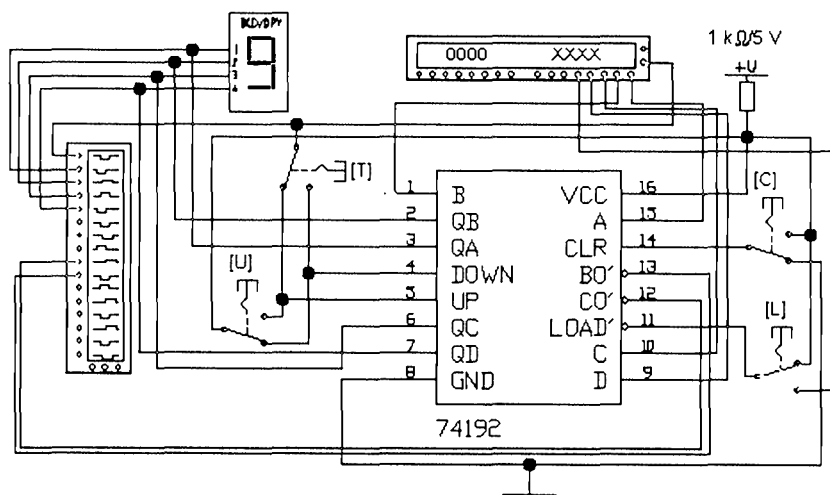 BCD/DPY
1
2
3
4
0000 XXXX
1 kΩ/5 V
+U
[T]
[C]
[U]
[L]
1 B VCC 16
2 QB A 15
3 QA CLR 14
4 DOWN BO' 13
5 UP CO' 12
6 QC LOAD' 11
7 QD C 10
8 GND D 9
74192